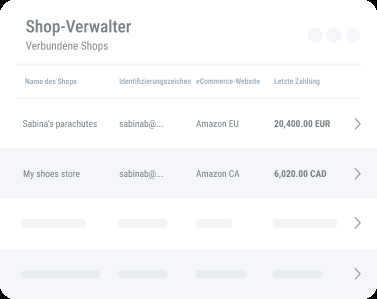 Shop-Verwalter
Verbundene Shops
Name des Shops Identifizierungszeichen eCommerce-Website Letzte Zahlung
Sabina's parachutes sabinab@... Amazon EU 20,400.00 EUR
My shoes store sabinab@... Amazon CA 6,020.00 CAD